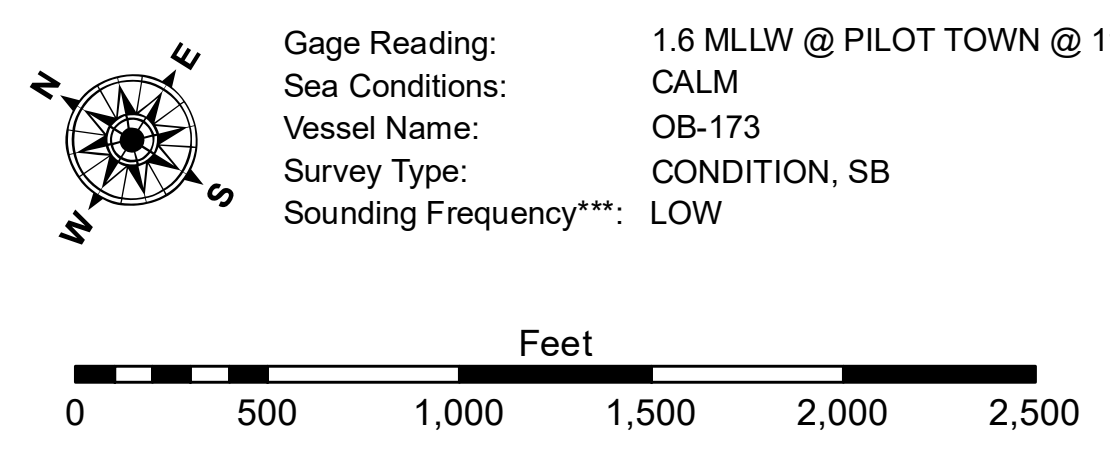 N
E
S
W
Gage Reading: 1.6 MLLW @ PILOT TOWN @
Sea Conditions: CALM
Vessel Name: OB-173
Survey Type: CONDITION, SB
Sounding Frequency***: LOW
Feet
0 500 1,000 1,500 2,000 2,500